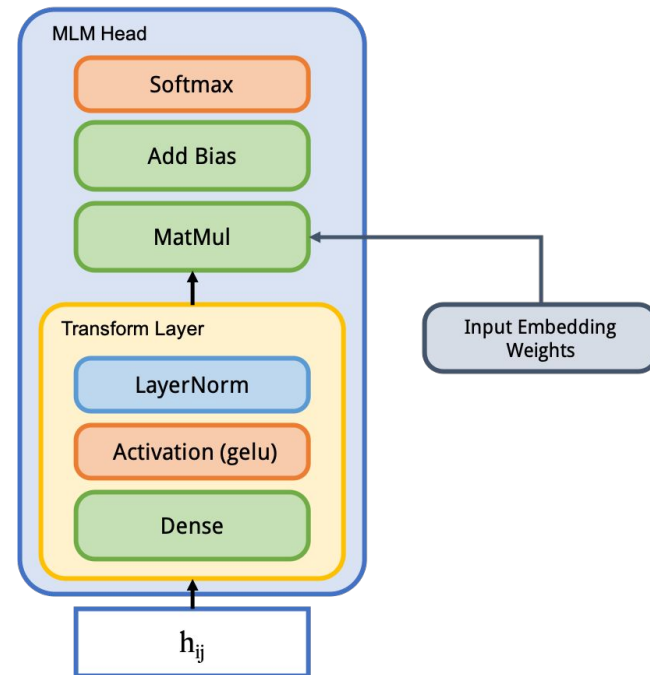 MLM Head
Softmax
Add Bias
MatMul
Transform Layer
Input Embedding
Weights
LayerNorm
Activation (gelu)
Dense
hij